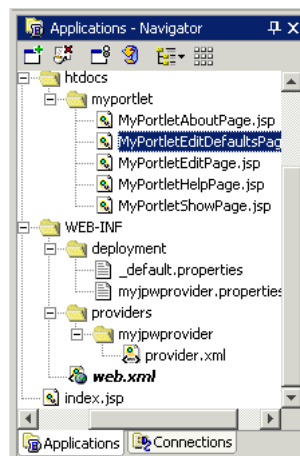 Applications - Navigator
htdocs
myportlet
MyPortletAboutPage.jsp
MyPortletEditDefaultsPag
MyPortletEditPage.jsp
MyPortletHelpPage.jsp
MyPortletShowPage.jsp
WEB-INF
deployment
_default.properties
myjpwprovider.properties
providers
myjpwprovider
provider.xml
web.xml
index.jsp
Applications Connections